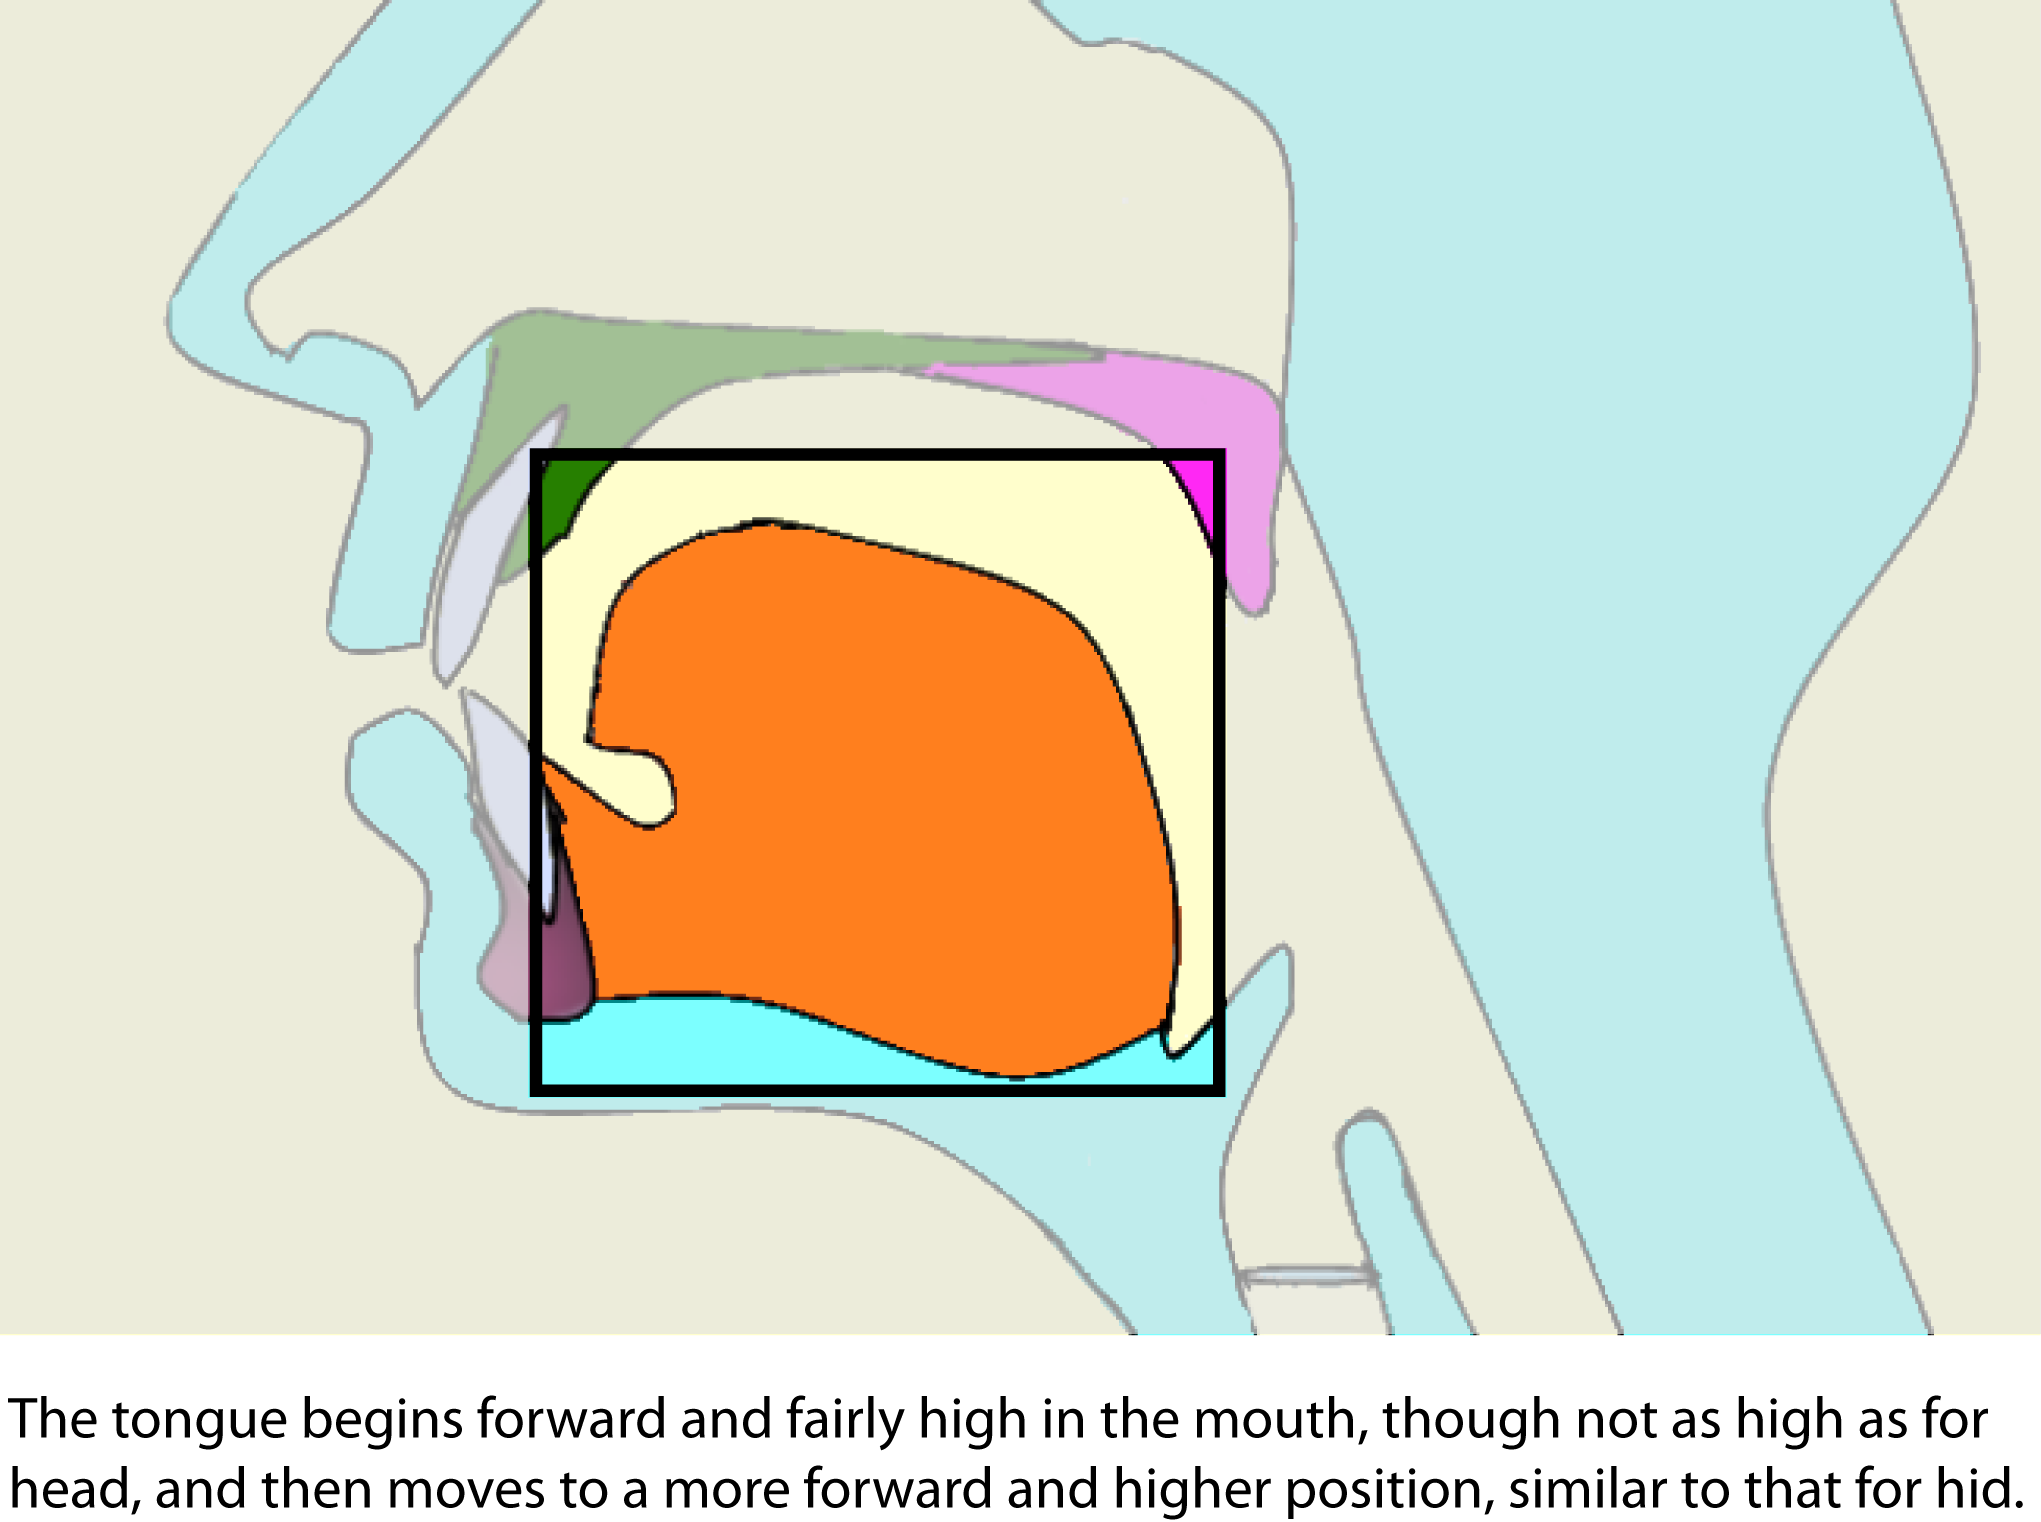 The tongue begins forward and fairly high in the mouth, though not as high as for
head, and then moves to a more forward and higher position, similar to that for hid.